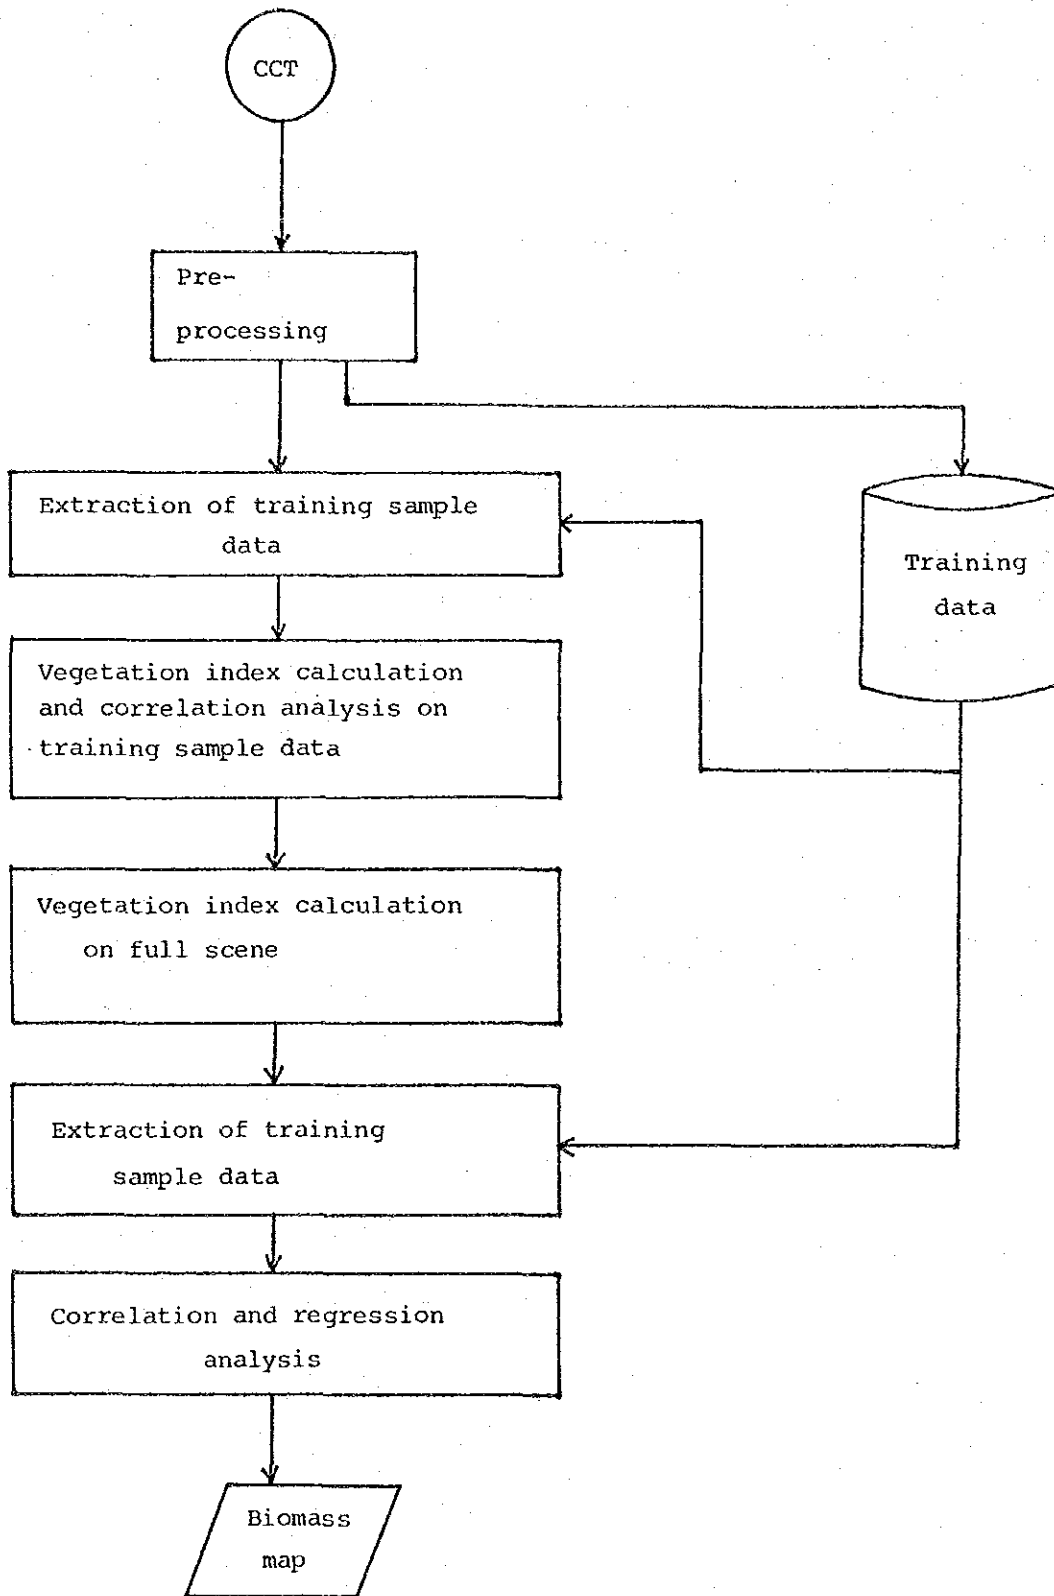 CCT
Pre-
processing
Extraction of training sample
data
Training
data
Vegetation index calculation
and correlation analysis on
training sample data
Vegetation index calculation
on full scene
Extraction of training
sample data
Correlation and regression
analysis
Biomass
map